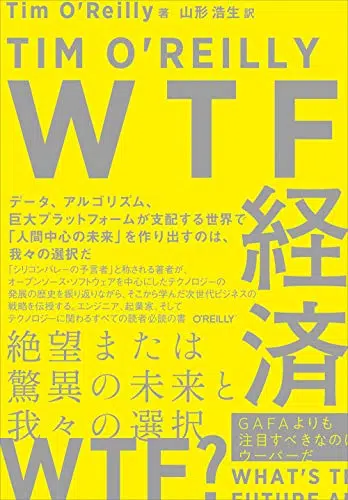 Tim O'Reilly 著 山形 浩生 訳
TIM O'REILLY
WTF
経済
データ、アルゴリズム、
巨大プラットフォームが支配する世界で
「人間中心の未来」を作り出すのは、
我々の選択だ
「シリコンバレーの予言者」と称される著者が、
オープンソース・ソフトウェアを中心にしたテクノロジーの
発展の歴史を振り返りながら、そこから学んだ次世代ビジネスの
戦略を伝授する。エンジニア、起業家、そして
テクノロジーに関わるすべての読者必読の書 O'REILLY
絶望または
驚異の未来と
我々の選択
GAFAよりも
注目すべきなのは
ウーバーだ
WTF?
WHAT'S T
FUTURE A